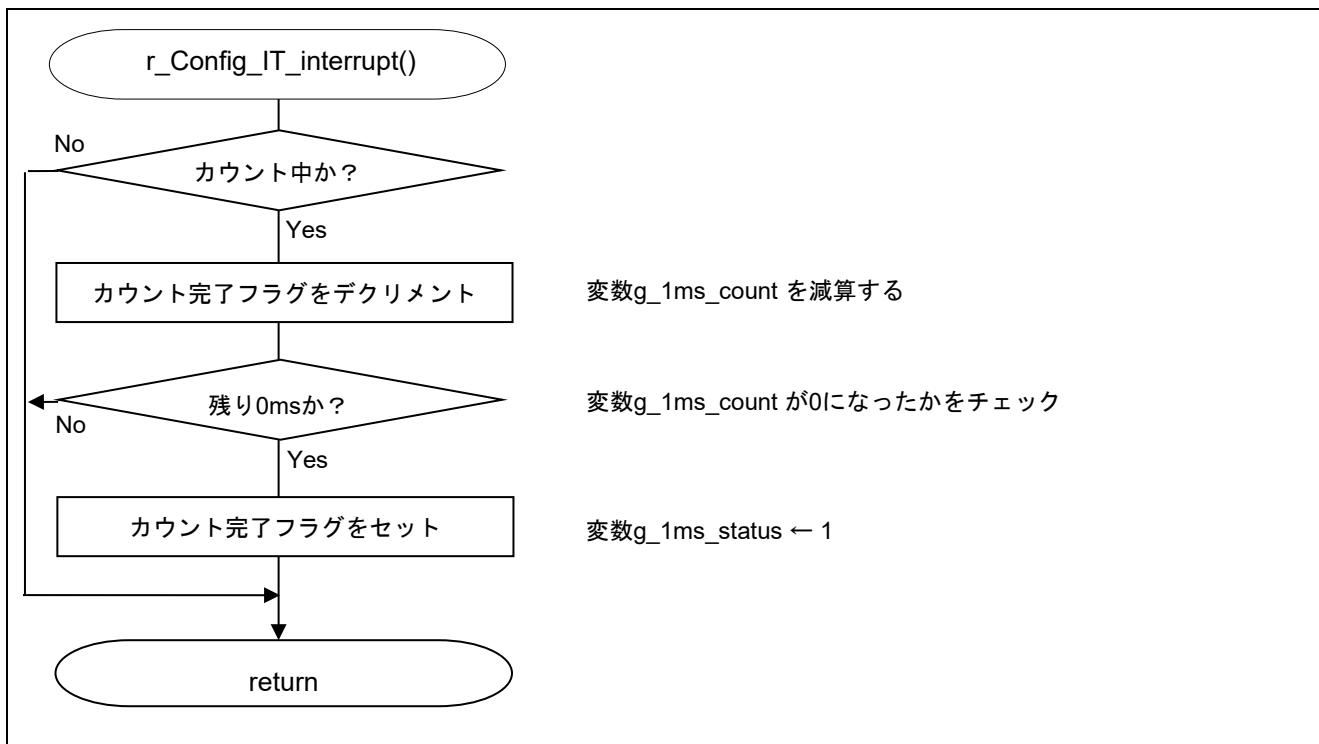 r_Config_IT_interrupt()
No
カウント中か？
Yes
カウント完了フラグをデクリメント
変数g_1ms_count を減算する
残り0msか？
変数g_1ms_count が0になったかをチェック
No
Yes
カウント完了フラグをセット
変数g_1ms_status ← 1
return